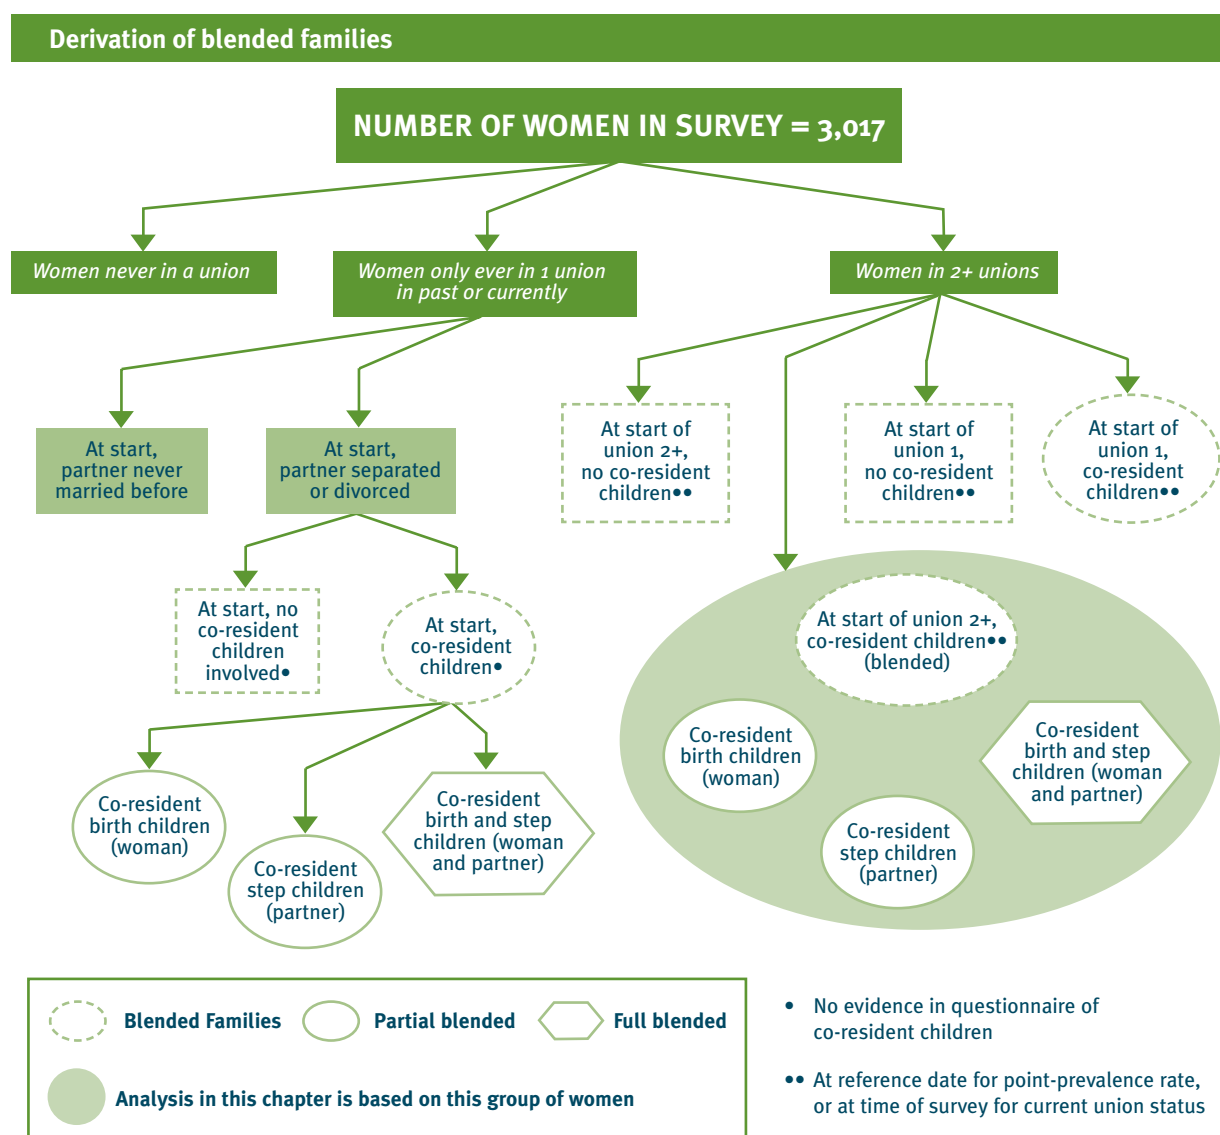 Derivation of blended families
NUMBER OF WOMEN IN SURVEY = 3,017
Women never in a union
Women only ever in 1 union
in past or currently
Women in 2+ unions
At start,
partner never
married before
At start,
partner separated
or divorced
At start of
union 2+,
no co-resident
children••
At start of
union 1,
no co-resident
children••
At start of
union 1,
co-resident
children••
At start, no
co-resident
children
involved•
At start,
co-resident
children•
At start of union 2+,
co-resident children••
(blended)
Co-resident
birth children
(woman)
Co-resident
step children
(partner)
Co-resident
birth and step
children (woman
and partner)
Co-resident
birth children
(woman)
Co-resident
step children
(partner)
Co-resident
birth and step
children (woman
and partner)
Blended Families
Partial blended
Full blended
Analysis in this chapter is based on this group of women
• No evidence in questionnaire of
co-resident children
•• At reference date for point-prevalence rate,
or at time of survey for current union status